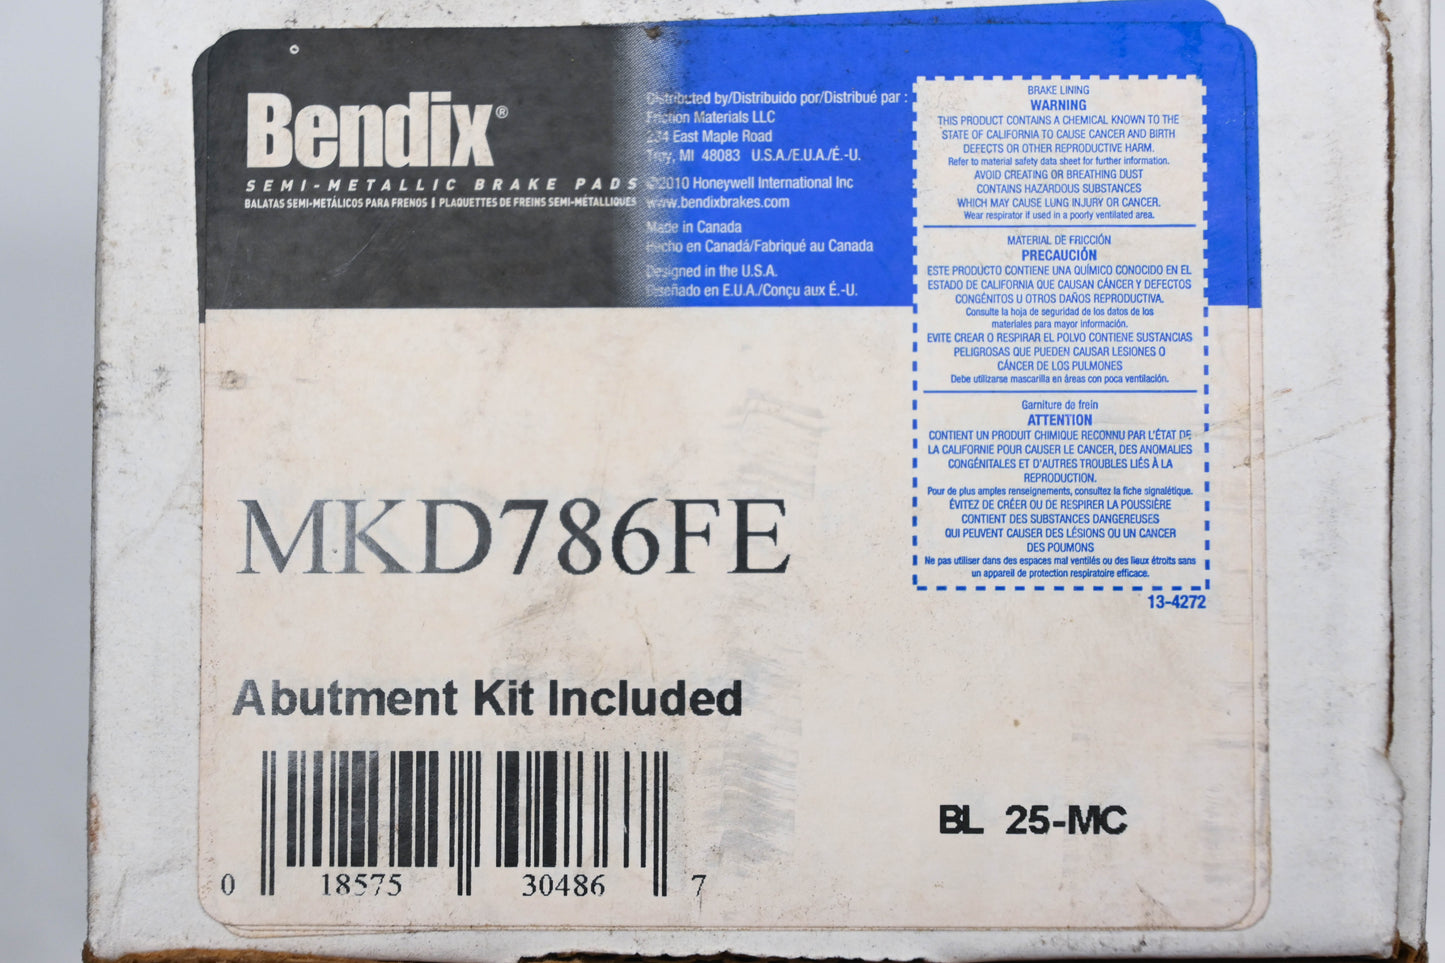 Bendix®
SEMI-METALLIC BRAKE PADS
BALATAS SEMI-METÁLICOS PARA FRENOS | PLAQUETTES DE FREINS SEMI-MÉTALLIQUES
Distributed by/Distribuido por/Distribué par :
Friction Materials LLC
234 East Maple Road
Troy, MI 48083 U.S.A./E.U.A./É.-U.
©2010 Honeywell International Inc
www.bendixbrakes.com
Made in Canada
Hecho en Canadá/Fabriqué au Canada
Designed in the U.S.A.
Diseñado en E.U.A./Conçu aux É.-U.
BRAKE LINING
WARNING
THIS PRODUCT CONTAINS A CHEMICAL KNOWN TO THE
STATE OF CALIFORNIA TO CAUSE CANCER AND BIRTH
DEFECTS OR OTHER REPRODUCTIVE HARM.
Refer to material safety data sheet for further information.
AVOID CREATING OR BREATHING DUST
CONTAINS HAZARDOUS SUBSTANCES
WHICH MAY CAUSE LUNG INJURY OR CANCER.
Wear respirator if used in a poorly ventilated area.
MATERIAL DE FRICCIÓN
PRECAUCIÓN
ESTE PRODUCTO CONTIENE UNA QUÍMICO CONOCIDO EN EL
ESTADO DE CALIFORNIA QUE CAUSAN CÁNCER Y DEFECTOS
CONGÉNITOS U OTROS DAÑOS REPRODUCTIVA.
Consulte la hoja de seguridad de los datos de los
materiales para mayor información.
EVITE CREAR O RESPIRAR EL POLVO CONTIENE SUSTANCIAS
PELIGROSAS QUE PUEDEN CAUSAR LESIONES O
CÁNCER DE LOS PULMONES
Debe utilizarse mascarilla en áreas con poca ventilación.
Garniture de frein
ATTENTION
CONTIENT UN PRODUIT CHIMIQUE RECONNU PAR L'ÉTAT DE
LA CALIFORNIE POUR CAUSER LE CANCER, DES ANOMALIES
CONGÉNITALES ET D'AUTRES TROUBLES LIÉS À LA
REPRODUCTION.
Pour de plus amples renseignements, consultez la fiche signalétique.
ÉVITEZ DE CRÉER OU DE RESPIRER LA POUSSIÈRE
CONTIENT DES SUBSTANCES DANGEREUSES
QUI PEUVENT CAUSER DES LÉSIONS OU UN CANCER
DES POUMONS
Ne pas utiliser dans des espaces mal ventilés ou des lieux étroits sans
un appareil de protection respiratoire efficace.
13-4272
MKD786FE
Abutment Kit Included
0 18575 30486 7
BL 25-MC